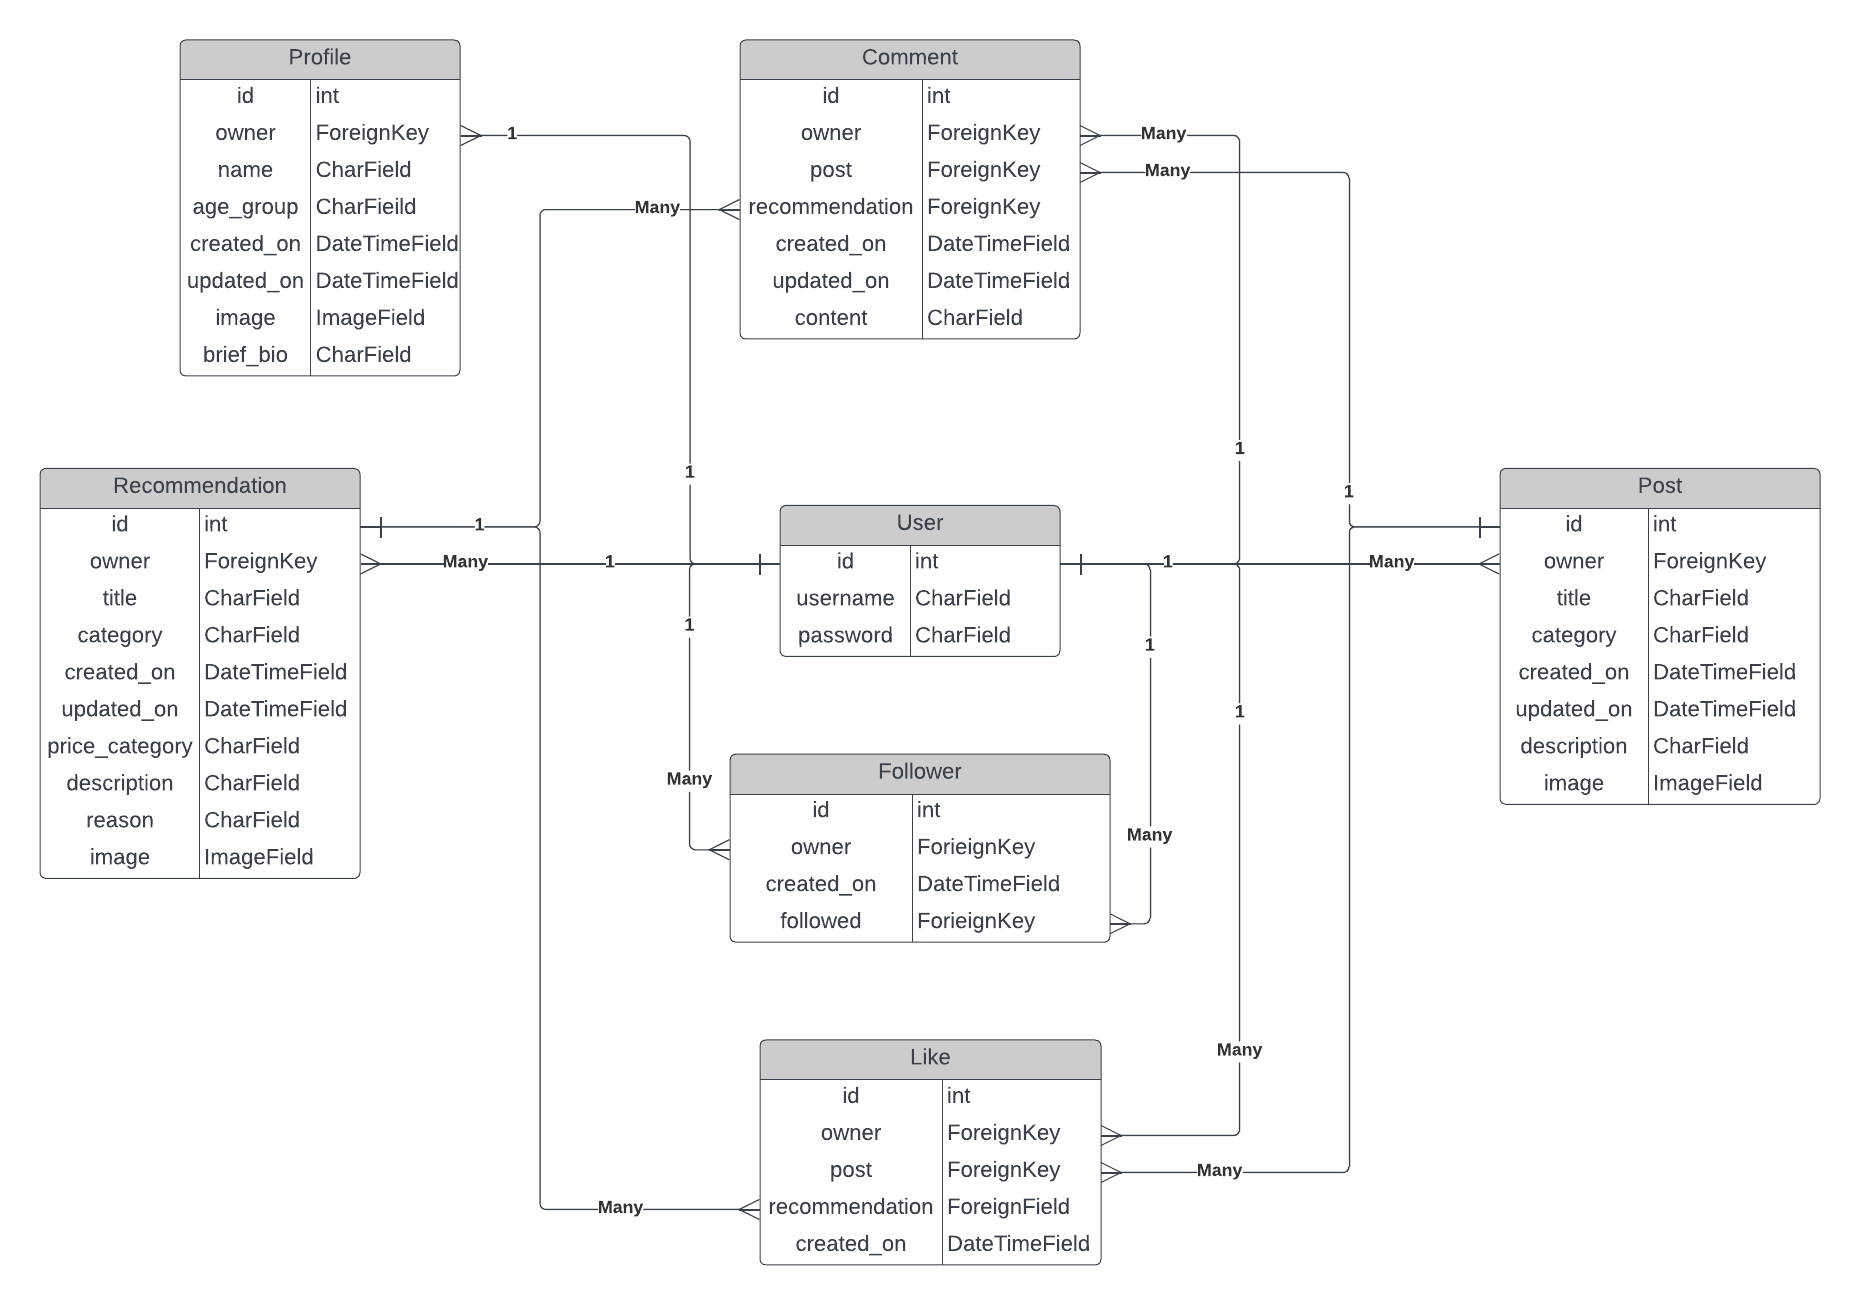 Profile
id int
owner ForeignKey
name CharField
age_group CharFieild
created_on DateTimeField
updated_on DateTimeField
image ImageField
brief_bio CharField
Comment
id int
owner ForeignKey
post ForeignKey
recommendation ForeignKey
created_on DateTimeField
updated_on DateTimeField
content CharField
1
Many
Many
Many
1
1
1
Recommendation
id int
owner ForeignKey
title CharField
category CharField
created_on DateTimeField
updated_on DateTimeField
price_category CharField
description CharField
reason CharField
image ImageField
1
Many
1
User
id int
username CharField
password CharField
1
Many
Post
id int
owner ForeignKey
title CharField
category CharField
created_on DateTimeField
updated_on DateTimeField
description CharField
image ImageField
1
1
1
Many
Many
Follower
id int
owner ForieignKey
created_on DateTimeField
followed ForieignKey
Many
Many
Many
Like
id int
owner ForeignKey
post ForeignKey
recommendation ForeignField
created_on DateTimeField